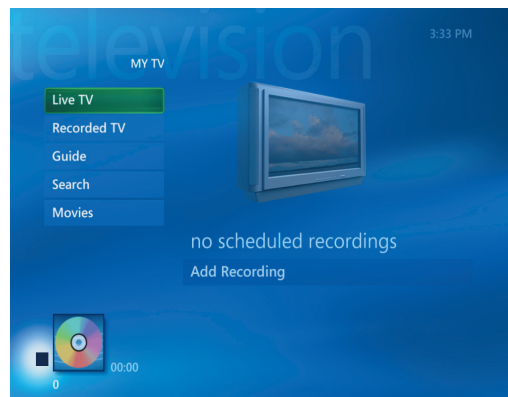 television
3:33 PM
MY TV
Live TV
Recorded TV
Guide
Search
Movies
no scheduled recordings
Add Recording
00:00
0